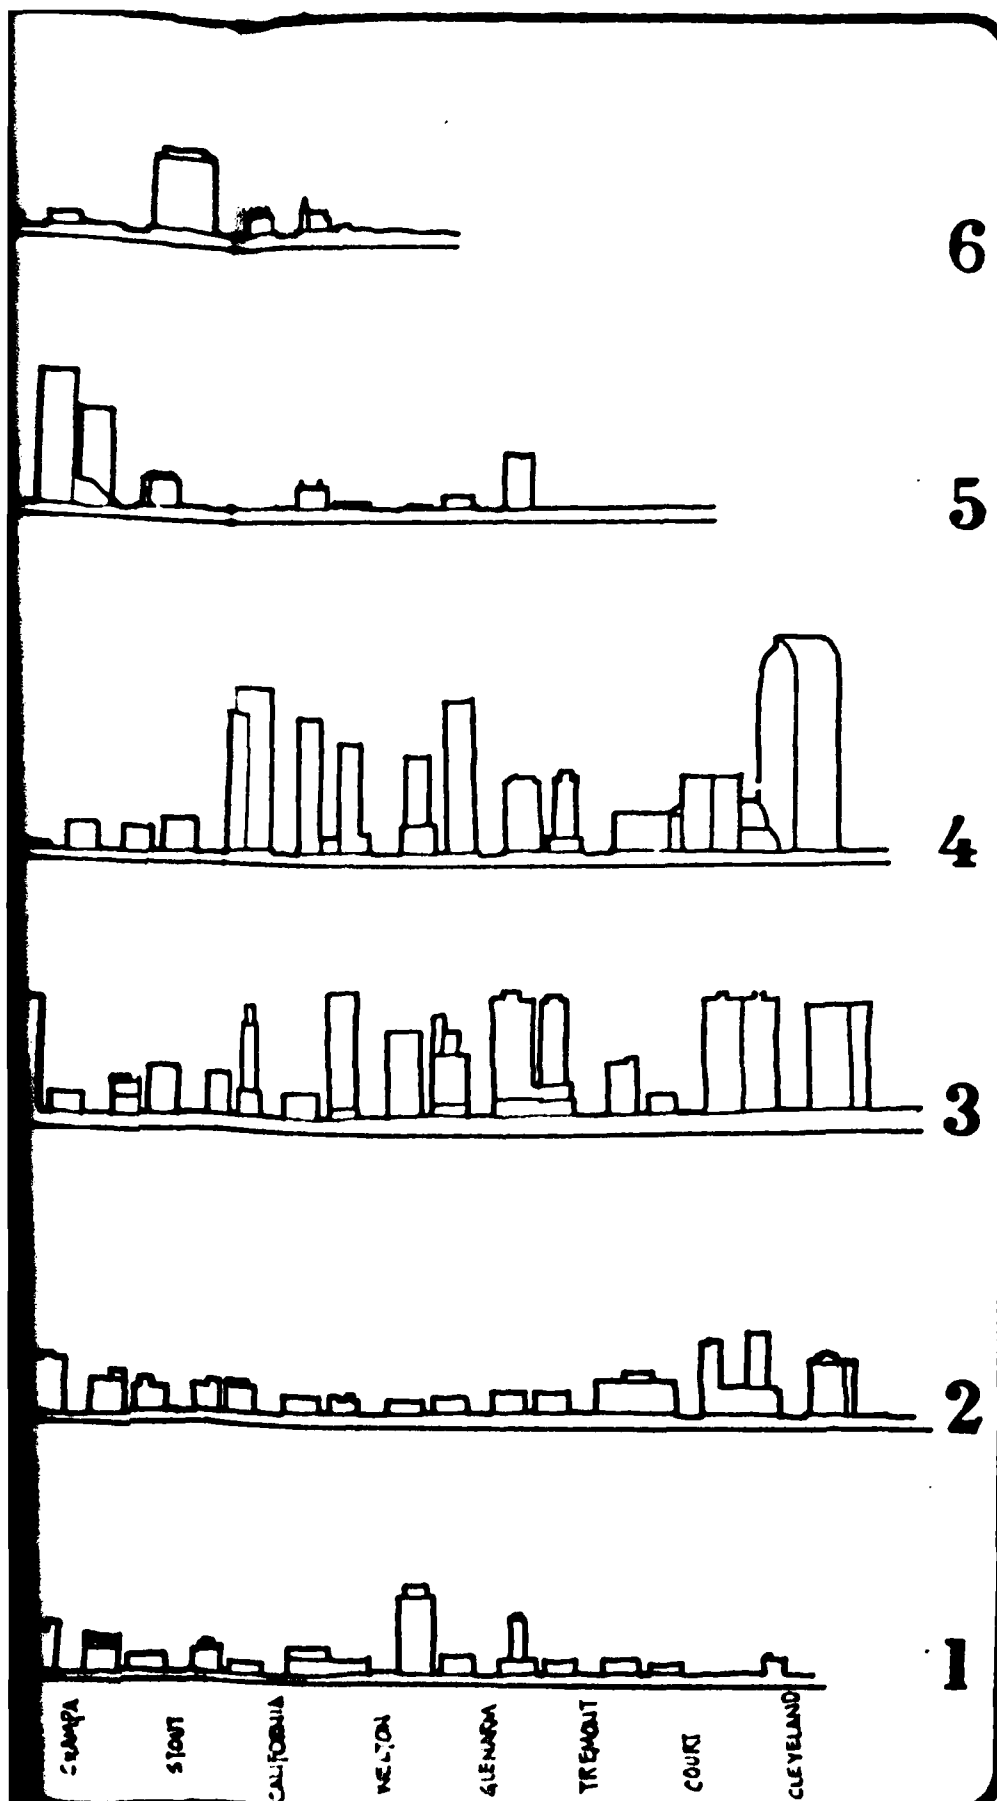 6
5
4
3
2
1
CHAMPA
STOUT
CALIFORNIA
WELTON
GLENARM
TREMONT
COURT
CLEVELAND